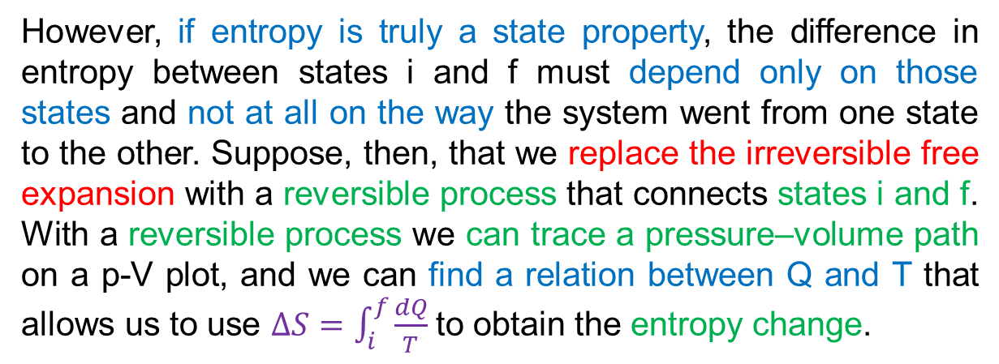 However, if entropy is truly a state property, the difference in
entropy between states i and f must depend only on those
states and not at all on the way the system went from one state
to the other. Suppose, then, that we replace the irreversible free
expansion with a reversible process that connects states i and f.
With a reversible process we can trace a pressure–volume path
on a p-V plot, and we can find a relation between Q and T that
allows us to use ΔS = ∫_i^f dQ/T to obtain the entropy change.